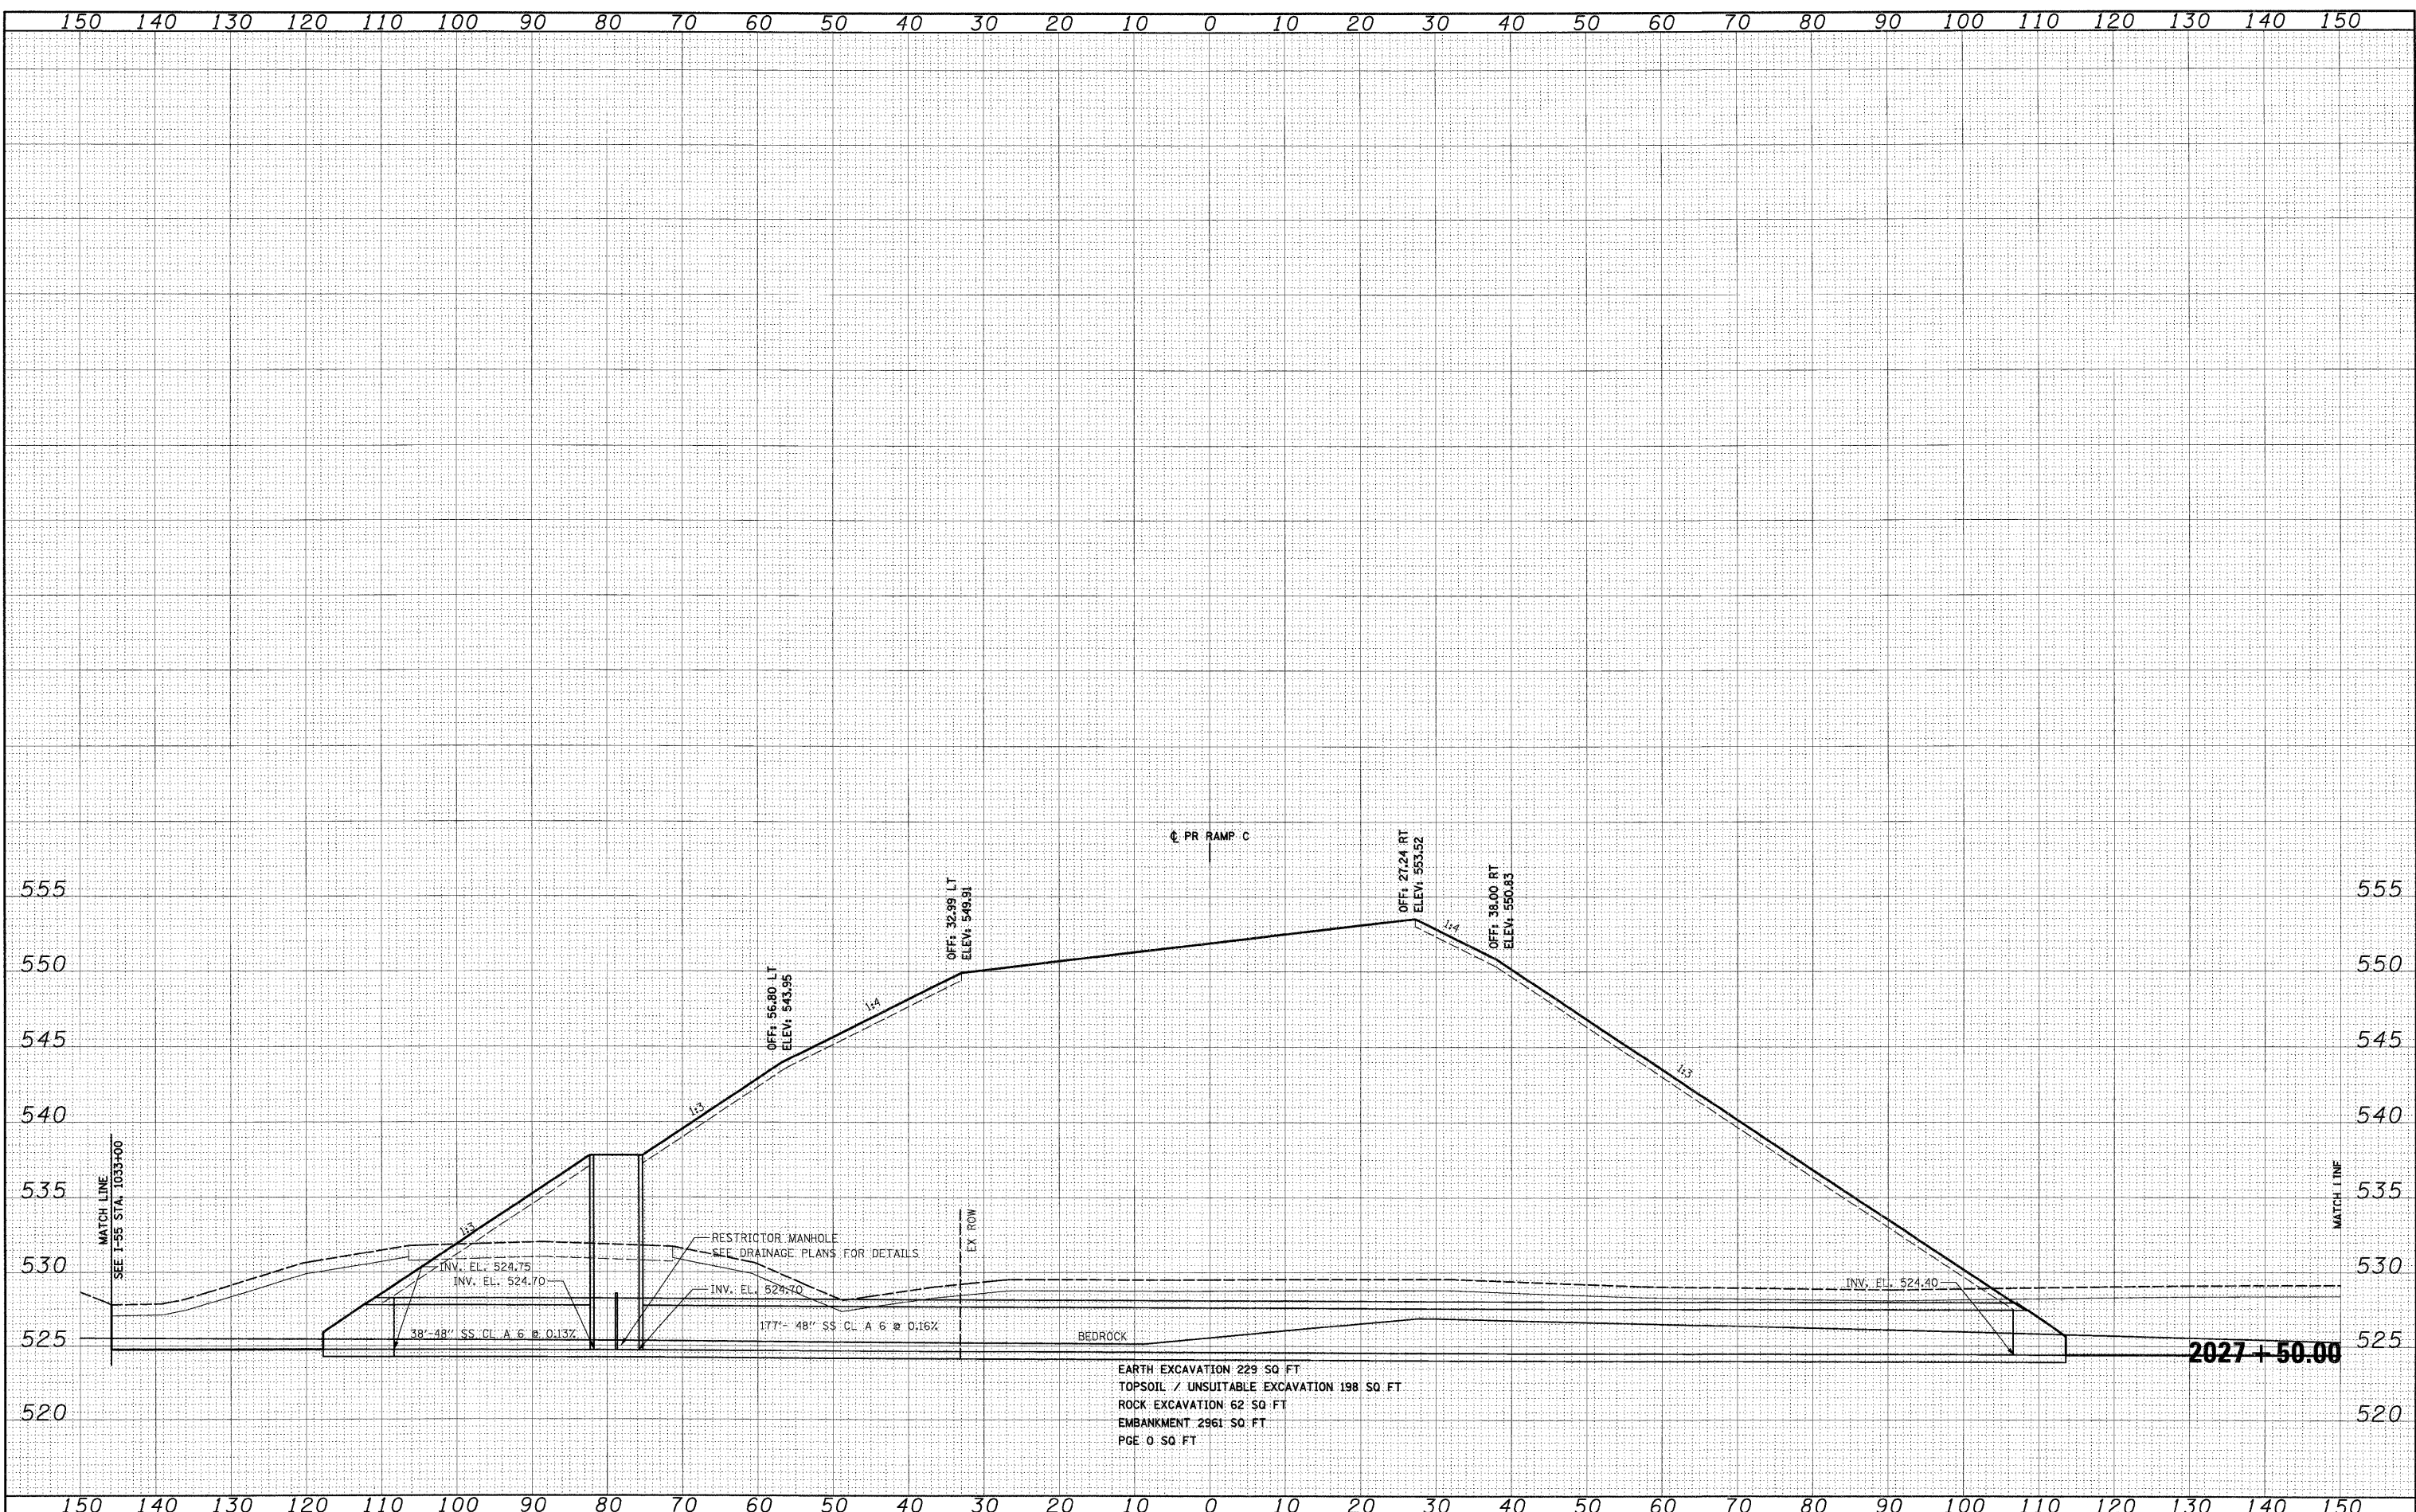 150 140 130 120 110 100 90 80 70 60 50 40 30 20 10 0 10 20 30 40 50 60 70 80 90 100 110 120 130 140 150
℄ PR RAMP C
OFF: 27.24 RT
ELEV: 553.52
OFF: 38.00 RT
ELEV: 550.83
OFF: 32.99 LT
ELEV: 549.91
OFF: 56.80 LT
ELEV: 543.95
555 555
550 550
545 545
540 540
535 535
530 530
525 525
520 520
1:4
1:4
1:3
1:3
1:3
MATCH LINE
SEE I-55 STA. 1033+00
MATCH LINE
EX ROW
RESTRICTOR MANHOLE
SEE DRAINAGE PLANS FOR DETAILS
INV. EL. 524.75
INV. EL. 524.70
INV. EL. 524.70
INV. EL. 524.40
38'-48" SS CL A 6 @ 0.13%
177'- 48" SS CL A 6 @ 0.16%
BEDROCK
2027 + 50.00
EARTH EXCAVATION 229 SQ FT
TOPSOIL / UNSUITABLE EXCAVATION 198 SQ FT
ROCK EXCAVATION 62 SQ FT
EMBANKMENT 2961 SQ FT
PGE 0 SQ FT
150 140 130 120 110 100 90 80 70 60 50 40 30 20 10 0 10 20 30 40 50 60 70 80 90 100 110 120 130 140 150